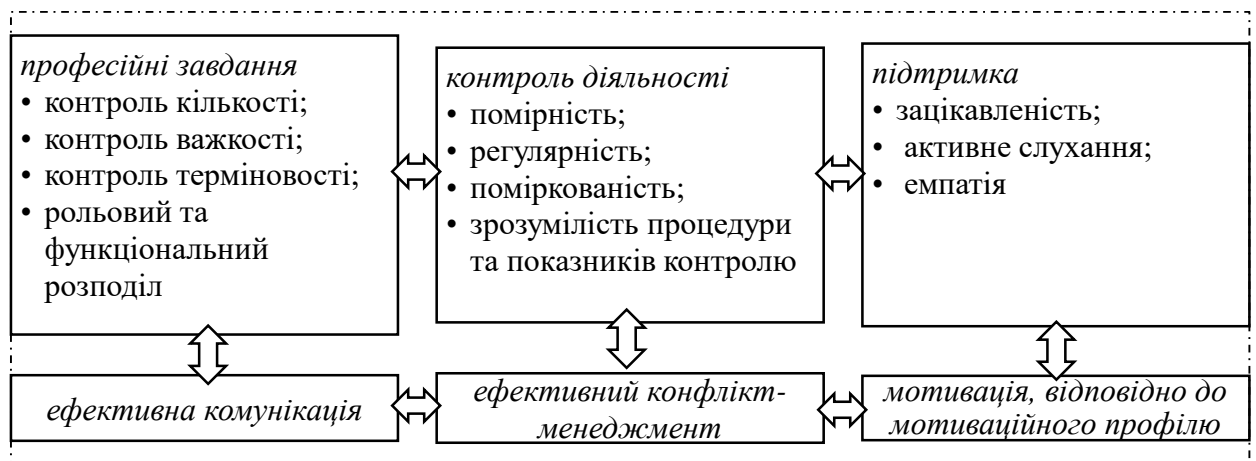 професійні завдання
• контроль кількості;
• контроль важкості;
• контроль терміновості;
• рольовий та
функціональний
розподіл
контроль діяльності
• помірність;
• регулярність;
• поміркованість;
• зрозумілість процедури
та показників контролю
підтримка
• зацікавленість;
• активне слухання;
• емпатія
ефективна комунікація
ефективний конфлікт-
менеджмент
мотивація, відповідно до
мотиваційного профілю